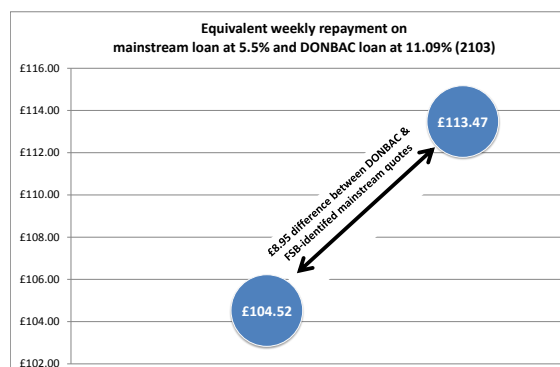 Equivalent weekly repayment on
mainstream loan at 5.5% and DONBAC loan at 11.09% (2103)
£116.00
£114.00
£112.00
£110.00
£108.00
£106.00
£104.00
£102.00
£113.47
£8.95 difference between DONBAC &
FSB-identifed mainstream quotes
£104.52